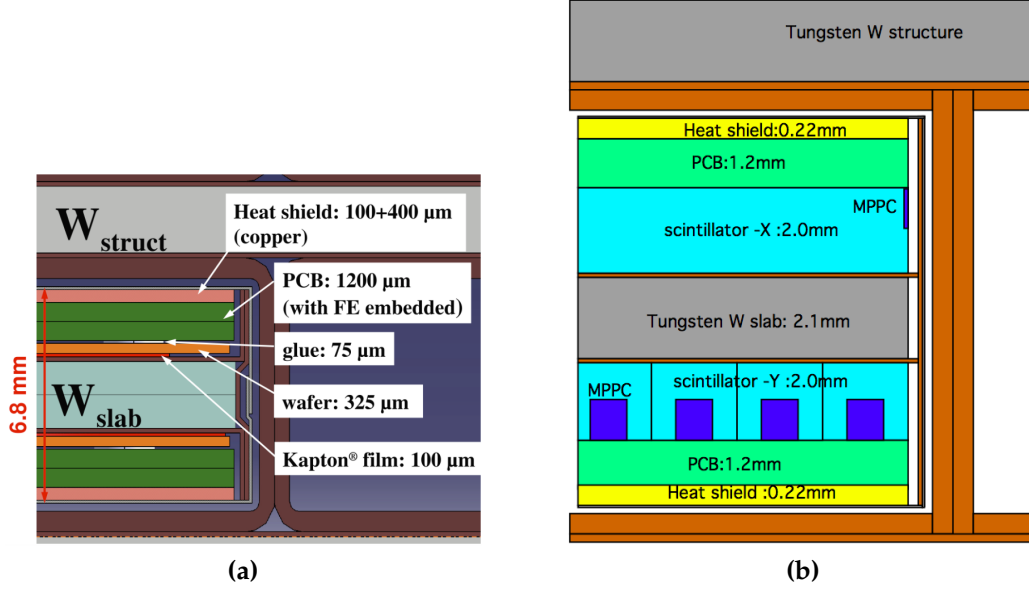 W struct
Heat shield: 100+400 µm
(copper)
PCB: 1200 µm
(with FE embedded)
glue: 75 µm
wafer: 325 µm
Kapton® film: 100 µm
W slab
6.8 mm
(a)
Tungsten W structure
Heat shield:0.22mm
PCB:1.2mm
MPPC
scintillator -X :2.0mm
Tungsten W slab: 2.1mm
scintillator -Y :2.0mm
MPPC
PCB:1.2mm
Heat shield :0.22mm
(b)